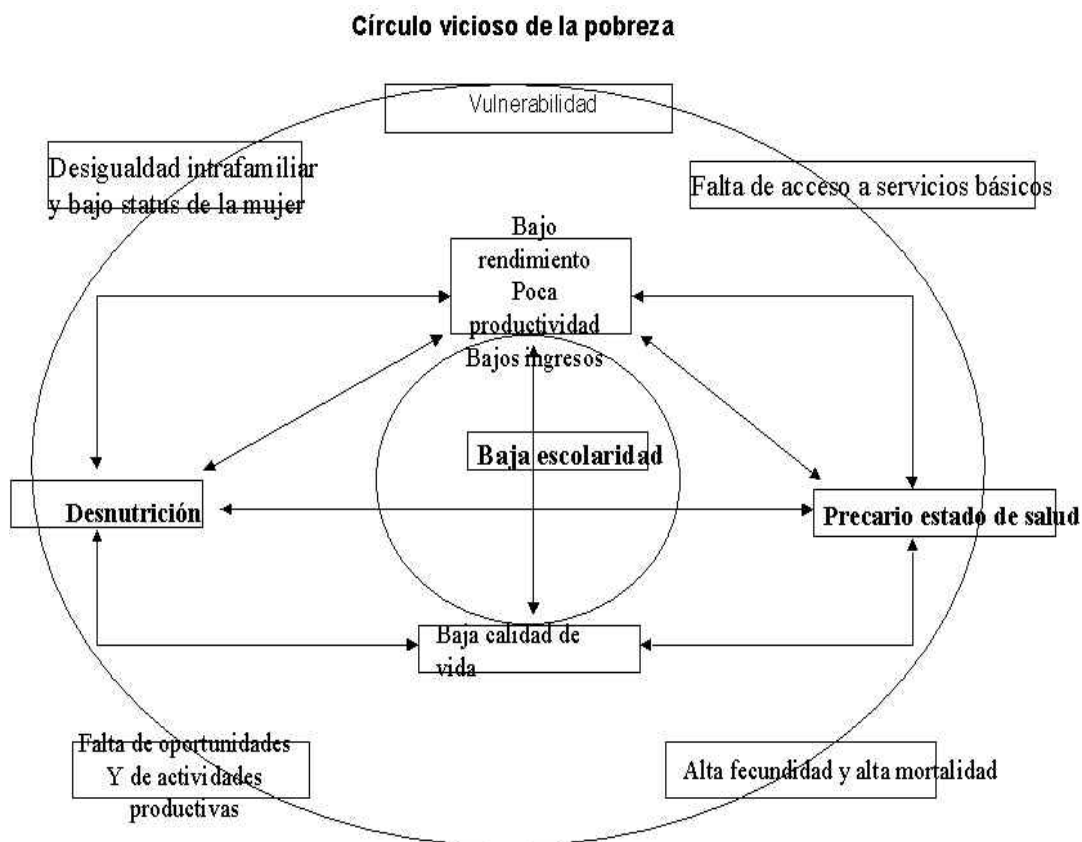 Círculo vicioso de la pobreza
Vulnerabilidad
Desigualdad intrafamiliar
y bajo status de la mujer
Falta de acceso a servicios básicos
Bajo
rendimiento
Poca
productividad
Bajos ingresos
Baja escolaridad
Desnutrición
Precario estado de salud
Baja calidad de
vida
Falta de oportunidades
Y de actividades
productivas
Alta fecundidad y alta mortalidad